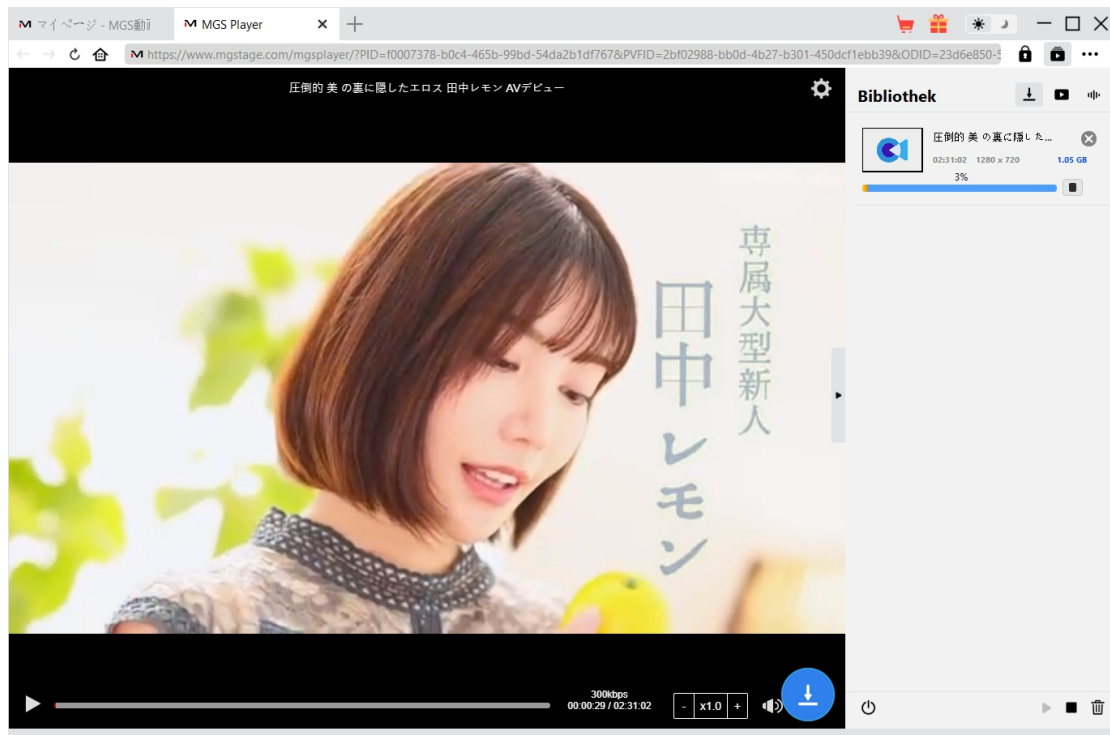 マイページ - MGS動
MGS Player
https://www.mgstage.com/mgsplayer/?PID=f0007378-b0c4-465b-99bd-54da2b1df767&PVFID=2bf02988-bb0d-4b27-b301-450dcf1ebb39&ODID=23d6e850-5
圧倒的 美 の裏に隠したエロス 田中レモン AVデビュー
専属大型新人
田中レモン
300kbps
00:00:29 / 02:31:02
- x1.0 +
Bibliothek
圧倒的 美 の裏に隠した...
02:31:02 1280 x 720 1.05 GB
3%